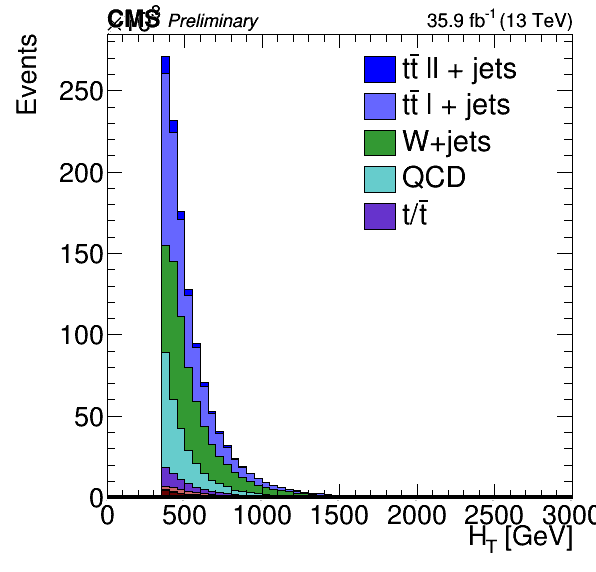 CMS Preliminary 35.9 fb⁻¹ (13 TeV)
Events
tt̄ ll + jets
tt̄ l + jets
W+jets
QCD
t/t̄
250
200
150
100
50
0
0 500 1000 1500 2000 2500 3000
H_T [GeV]